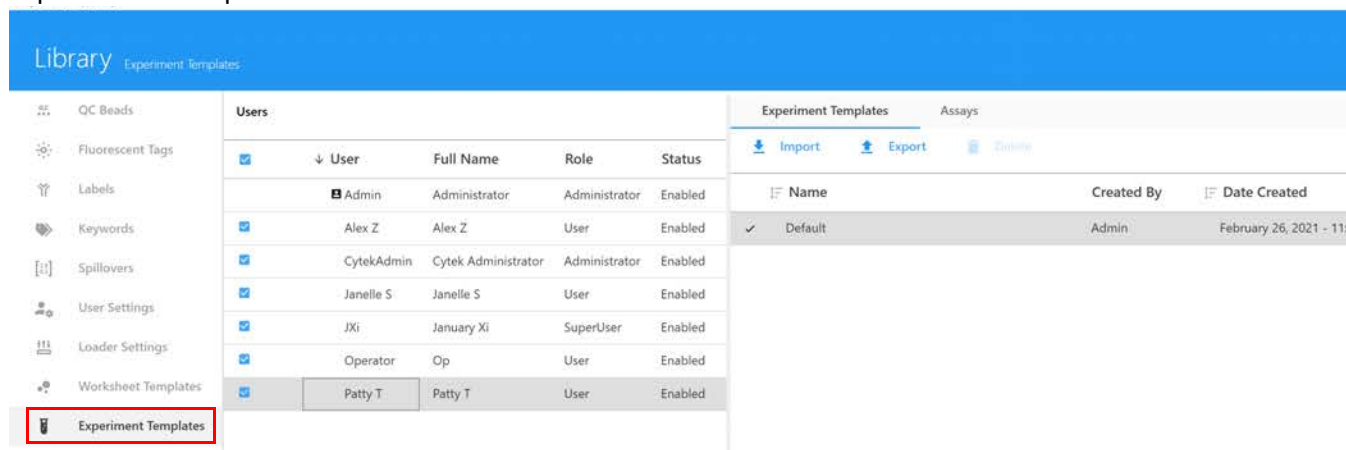 Library Experiment Templates
QC Beads
Fluorescent Tags
Labels
Keywords
Spillovers
User Settings
Loader Settings
Worksheet Templates
Experiment Templates
Users
User Full Name Role Status
Admin Administrator Administrator Enabled
Alex Z Alex Z User Enabled
CytekAdmin Cytek Administrator Administrator Enabled
Janelle S Janelle S User Enabled
JXi January Xi SuperUser Enabled
Operator Op User Enabled
Patty T Patty T User Enabled
Experiment Templates Assays
Import Export Delete
Name Created By Date Created
Default Admin February 26, 2021 - 11: